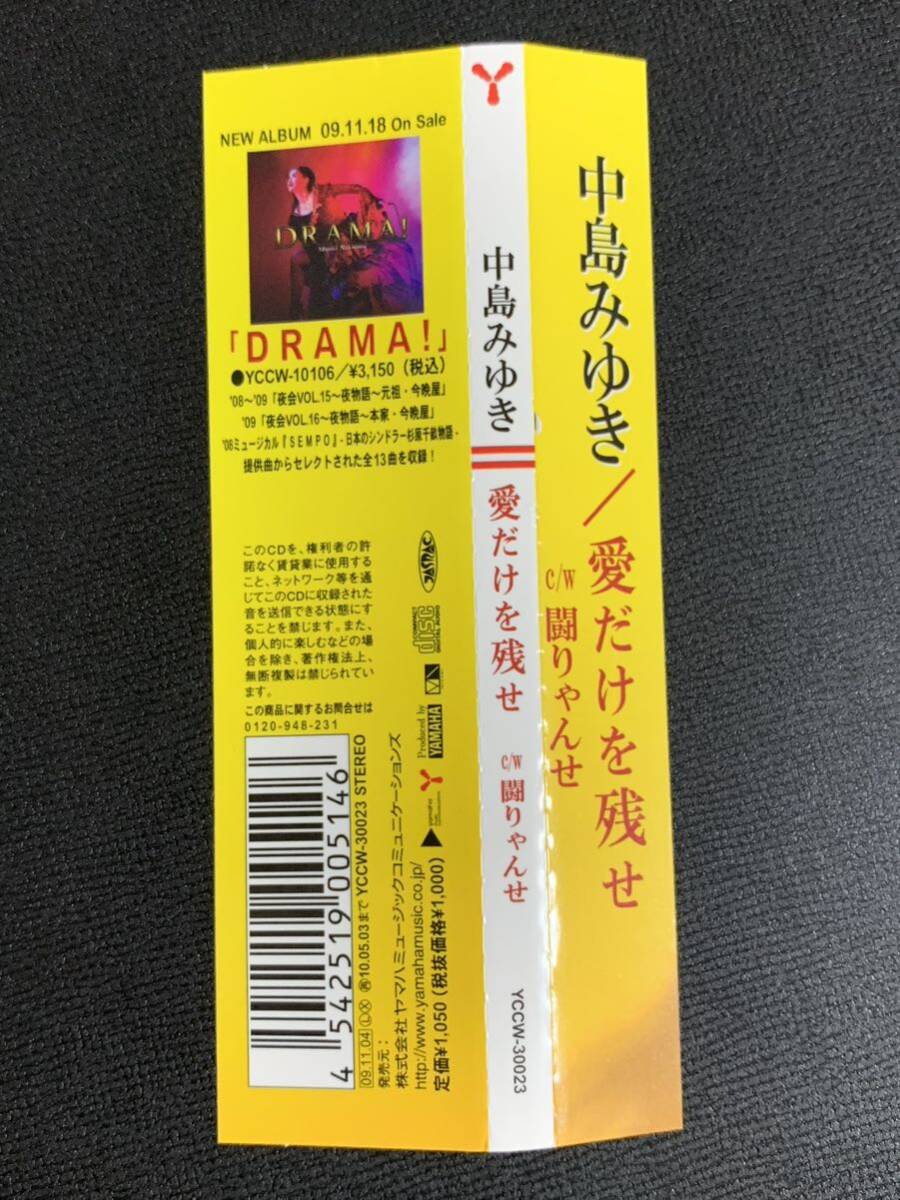 NEW ALBUM 09.11.18 On Sale
DRAMA!
「DRAMA!」
●YCCW-10106/¥3,150(税込)
'08〜'09「夜会VOL.15〜夜物語〜元祖・今晩屋」
'09「夜会VOL.16〜夜物語〜本家・今晩屋」
'08ミュージカル『SEMPO』-日本のシンドラー杉原千畝物語-
提供曲からセレクトされた全13曲を収録!
このCDを、権利者の許
諾なく賃貸業に使用する
こと、ネットワーク等を通
じてこのCDに収録された
音を送信できる状態にす
ることを禁じます。また、
個人的に楽しむなどの場
合を除き、著作権法上、
無断複製は禁じられてい
ます。
この商品に関するお問合せは
0120-948-231
JASRAC
COMPACT
disc
DIGITAL AUDIO
Produced by
YAMAHA
4 542519 005146
09.11.04 Ⓛ Ⓧ ㊢10.05.03まで YCCW-30023 STEREO
発売元:
株式会社ヤマハミュージックコミュニケーションズ
http://www.yamahamusic.co.jp/
定価¥1,050(税抜価格¥1,000)
中島みゆき
愛だけを残せ
c/w 闘りゃんせ
YCCW-30023
中島みゆき/愛だけを残せ
c/w 闘りゃんせ